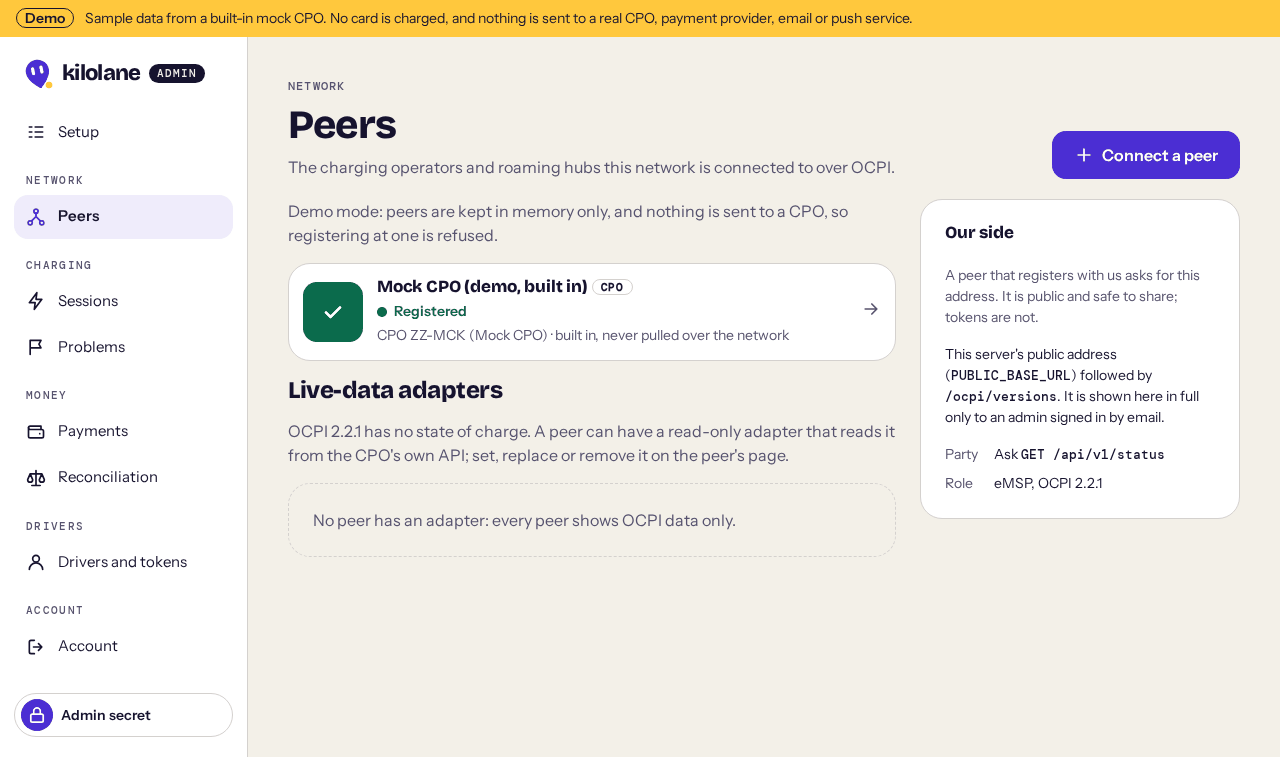 Demo Sample data from a built-in mock CPO. No card is charged, and nothing is sent to a real CPO, payment provider, email or push service.
kilolane ADMIN
Setup
NETWORK
Peers
CHARGING
Sessions
Problems
MONEY
Payments
Reconciliation
DRIVERS
Drivers and tokens
ACCOUNT
Account
Admin secret
NETWORK
Peers
The charging operators and roaming hubs this network is connected to over OCPI.
Connect a peer
Demo mode: peers are kept in memory only, and nothing is sent to a CPO, so
registering at one is refused.
Mock CPO (demo, built in) CPO
Registered
CPO ZZ-MCK (Mock CPO) · built in, never pulled over the network
Live-data adapters
OCPI 2.2.1 has no state of charge. A peer can have a read-only adapter that reads it
from the CPO's own API; set, replace or remove it on the peer's page.
No peer has an adapter: every peer shows OCPI data only.
Our side
A peer that registers with us asks for this
address. It is public and safe to share;
tokens are not.
This server's public address
(PUBLIC_BASE_URL) followed by
/ocpi/versions. It is shown here in full
only to an admin signed in by email.
Party Ask GET /api/v1/status
Role eMSP, OCPI 2.2.1